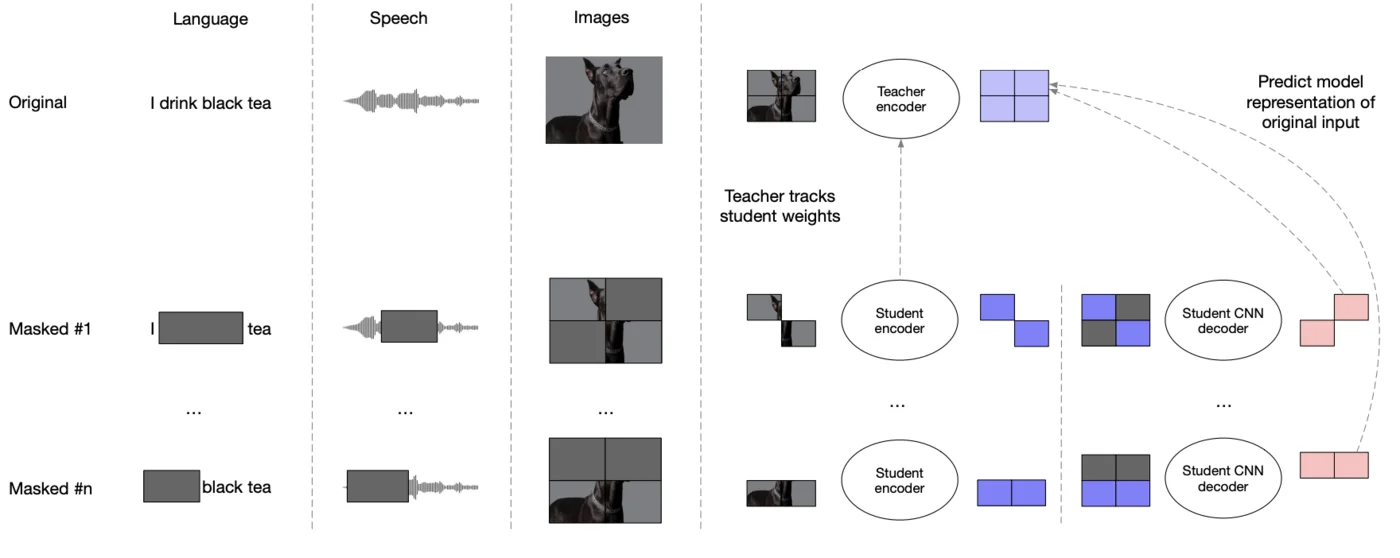 Language
Speech
Images
Original
I drink black tea
Teacher
encoder
Predict model
representation of
original input
Teacher tracks
student weights
Masked #1
I
tea
Student
encoder
Student CNN
decoder
...
...
...
...
...
Masked #n
black tea
Student
encoder
Student CNN
decoder